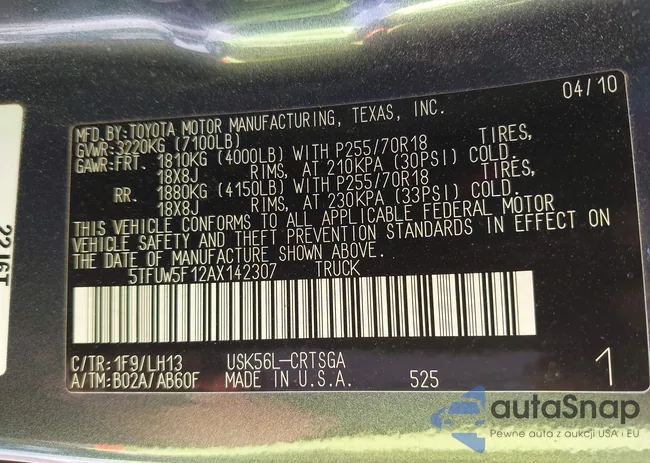 04/10
MFD.BY:TOYOTA MOTOR MANUFACTURING, TEXAS, INC.
GVWR:3220KG (7100LB)
GAWR:FRT. 1810KG (4000LB) WITH P255/70R18 TIRES,
18X8J RIMS, AT 210KPA (30PSI) COLD.
RR. 1880KG (4150LB) WITH P255/70R18 TIRES,
18X8J RIMS, AT 230KPA (33PSI) COLD.
THIS VEHICLE CONFORMS TO ALL APPLICABLE FEDERAL MOTOR
VEHICLE SAFETY AND THEFT PREVENTION STANDARDS IN EFFECT ON
THE DATE OF MANUFACTURE SHOWN ABOVE.
5TFUW5F12AX142307 TRUCK
C/TR:1F9/LH13 USK56L-CRTSGA
A/TM:B02A/AB60F MADE IN U.S.A. 525 1
autaSnap
Pewne auta z aukcji USA i EU